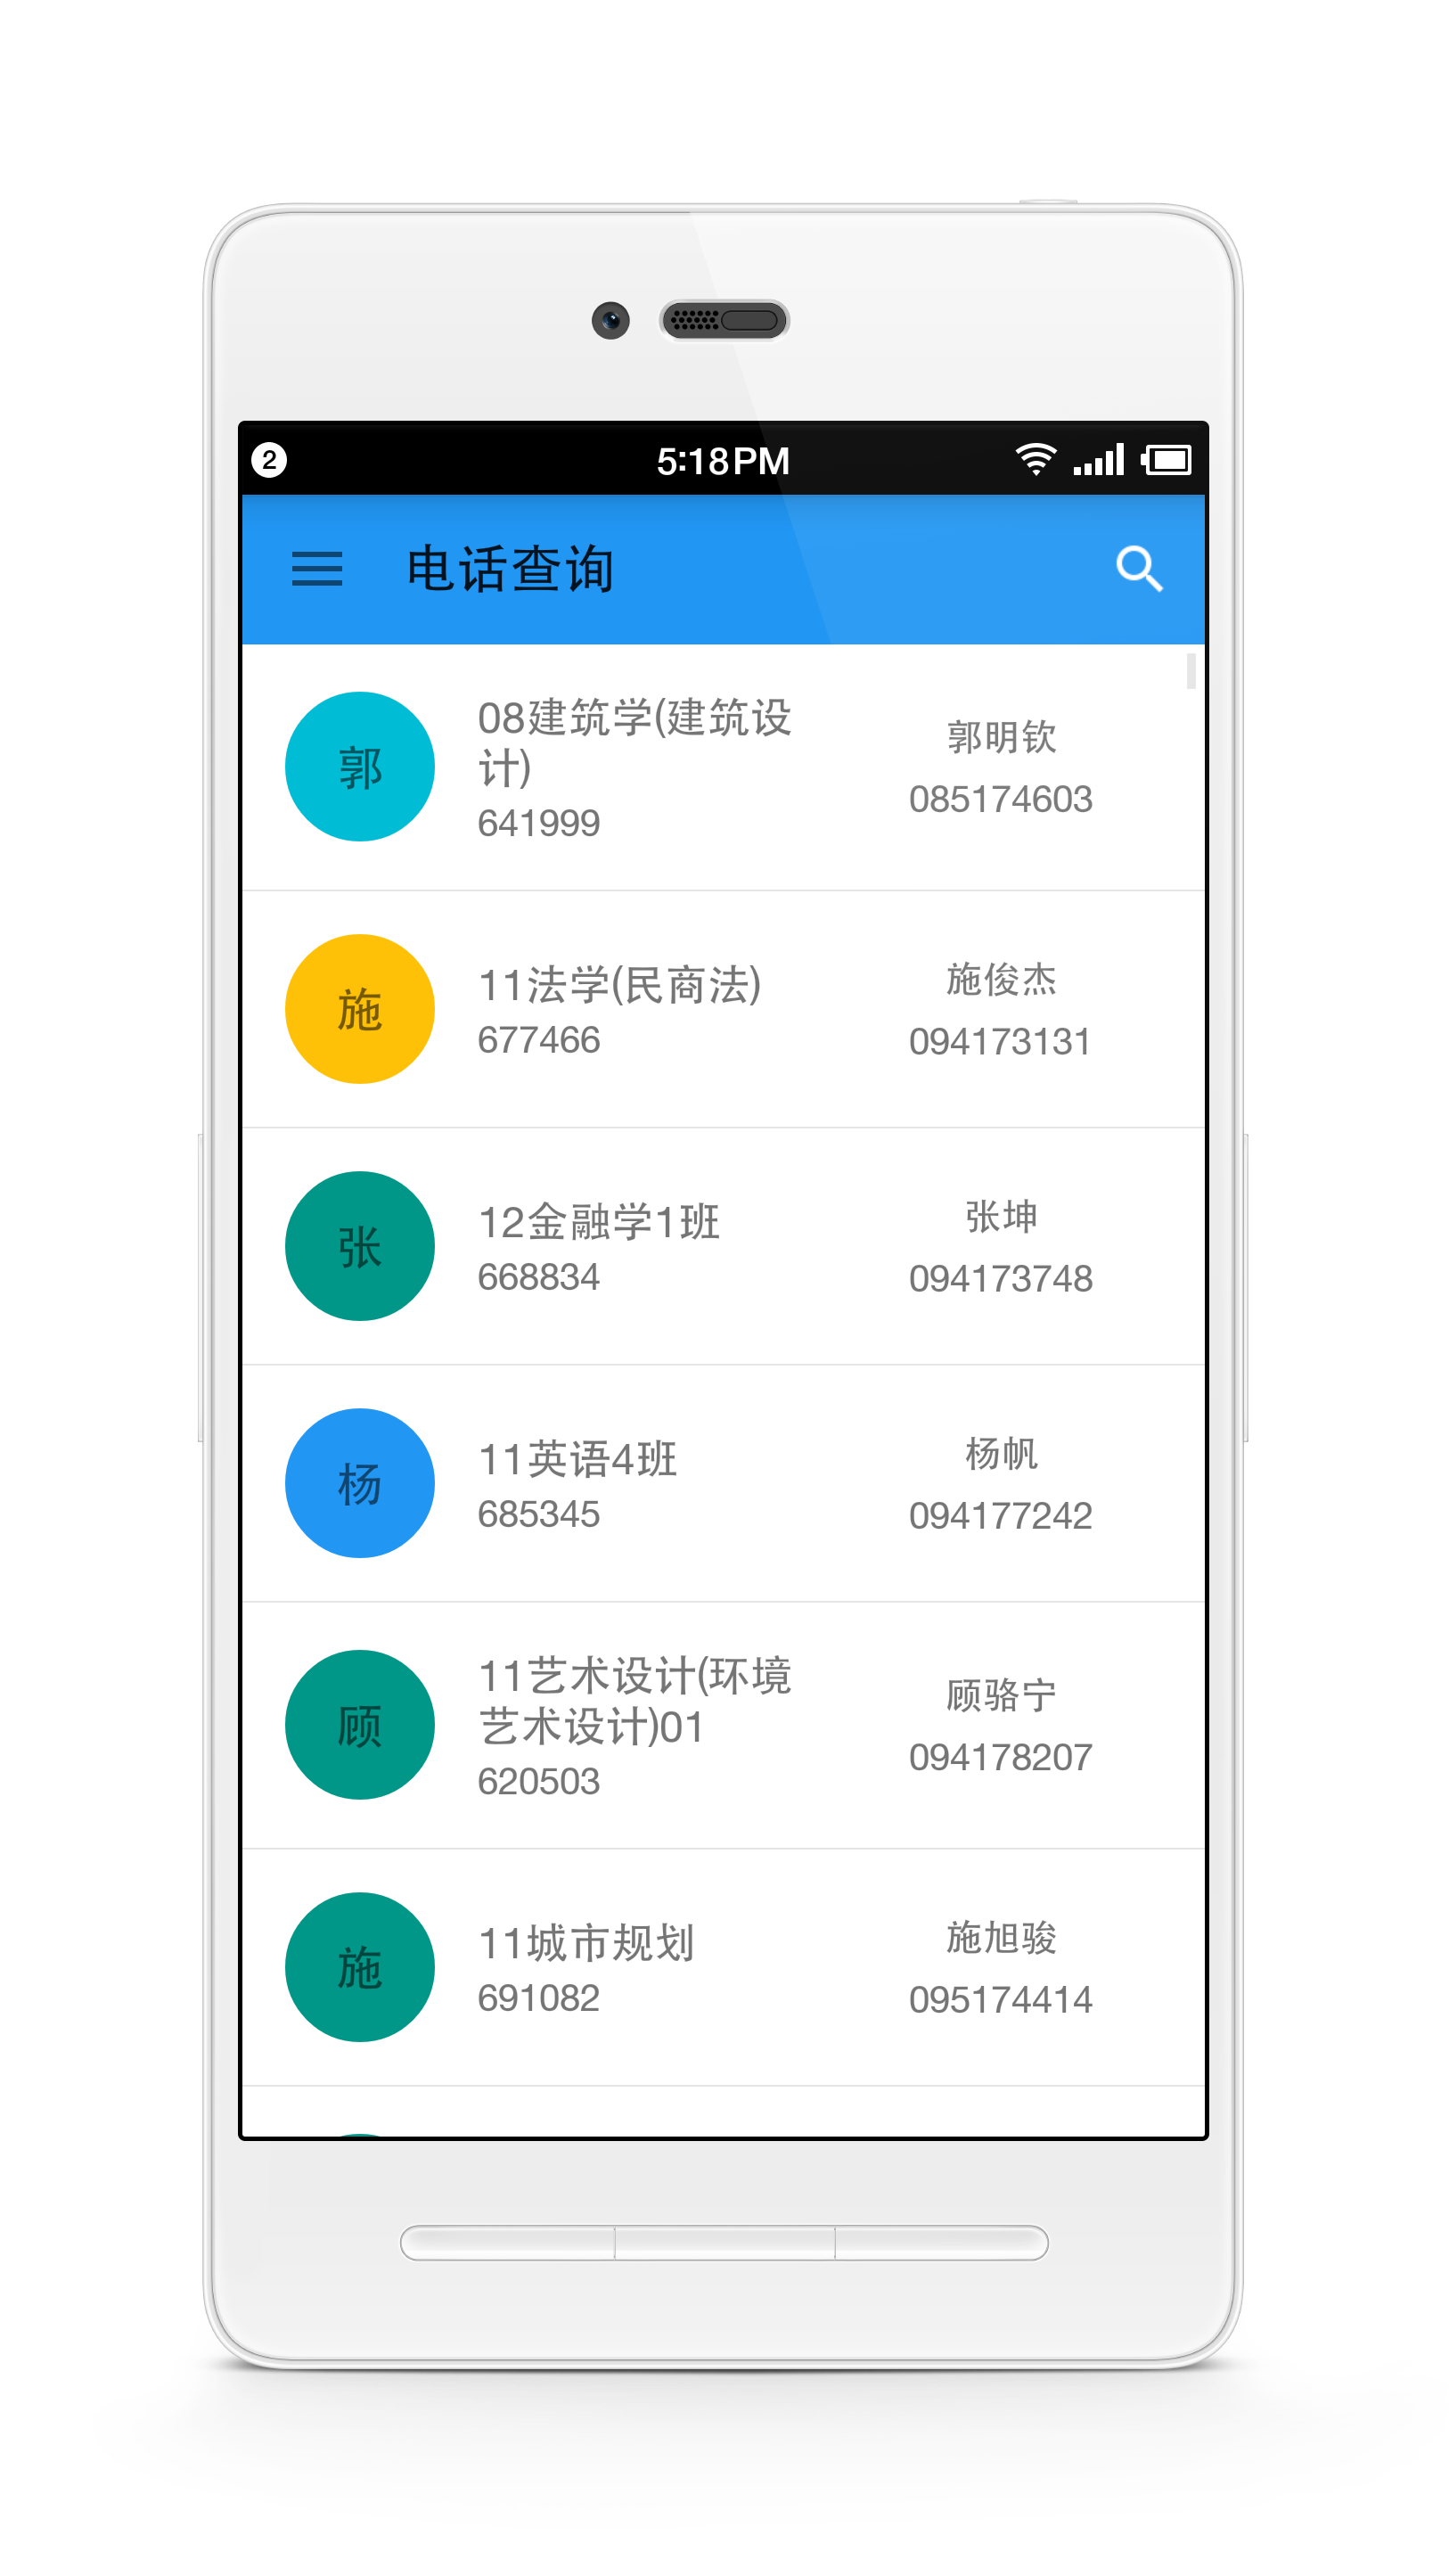 2
5:18PM
电话查询
郭
08建筑学(建筑设
计)
641999
郭明钦
085174603
施
11法学(民商法)
677466
施俊杰
094173131
张
12金融学1班
668834
张坤
094173748
杨
11英语4班
685345
杨帆
094177242
顾
11艺术设计(环境
艺术设计)01
620503
顾骆宁
094178207
施
11城市规划
691082
施旭骏
095174414